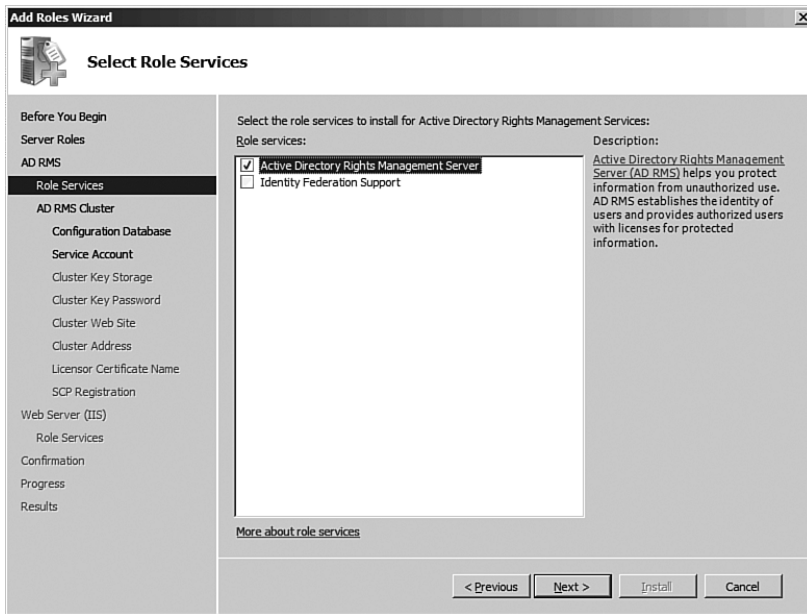 Add Roles Wizard
X
Select Role Services
Before You Begin
Server Roles
AD RMS
Role Services
AD RMS Cluster
Configuration Database
Service Account
Cluster Key Storage
Cluster Key Password
Cluster Web Site
Cluster Address
Licensor Certificate Name
SCP Registration
Web Server (IIS)
Role Services
Confirmation
Progress
Results
Select the role services to install for Active Directory Rights Management Services:
Role services:
Active Directory Rights Management Server
Identity Federation Support
More about role services
Description:
Active Directory Rights Management
Server (AD RMS) helps you protect
information from unauthorized use.
AD RMS establishes the identity of
users and provides authorized users
with licenses for protected
information.
< Previous
Next >
Install
Cancel